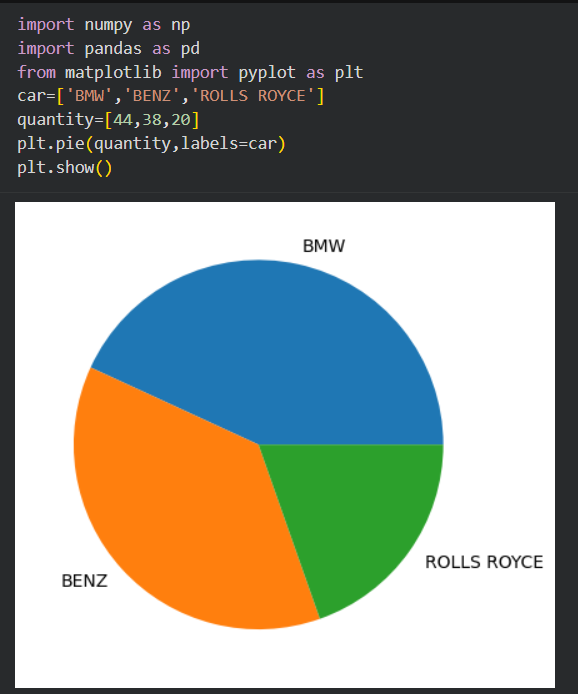 import numpy as np
import pandas as pd
from matplotlib import pyplot as plt
car=['BMW','BENZ','ROLLS ROYCE']
quantity=[44,38,20]
plt.pie(quantity,labels=car)
plt.show()
BMW
ROLLS ROYCE
BENZ